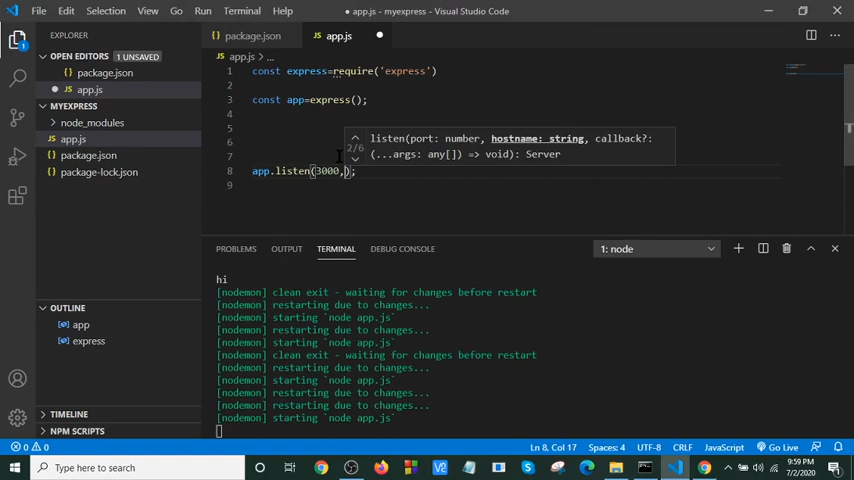 File Edit Selection View Go Run Terminal Help
● app.js - myexpress - Visual Studio Code
EXPLORER
OPEN EDITORS 1 UNSAVED
package.json
app.js
MYEXPRESS
node_modules
app.js
package.json
package-lock.json
OUTLINE
app
express
TIMELINE
NPM SCRIPTS
package.json app.js
app.js > ...
1 const express=require('express')
2
3 const app=express();
4
5
6
7
8 app.listen(3000,);
9
2/6
listen(port: number, hostname: string, callback?:
(...args: any[]) => void): Server
PROBLEMS OUTPUT TERMINAL DEBUG CONSOLE
1: node
hi
[nodemon] clean exit - waiting for changes before restart
[nodemon] restarting due to changes...
[nodemon] starting `node app.js`
[nodemon] restarting due to changes...
[nodemon] starting `node app.js`
[nodemon] clean exit - waiting for changes before restart
[nodemon] restarting due to changes...
[nodemon] starting `node app.js`
[nodemon] restarting due to changes...
[nodemon] restarting due to changes...
[nodemon] starting `node app.js`
0 0 Ln 8, Col 17 Spaces: 4 UTF-8 CRLF JavaScript Go Live
Type here to search
9:59 PM
7/2/2020